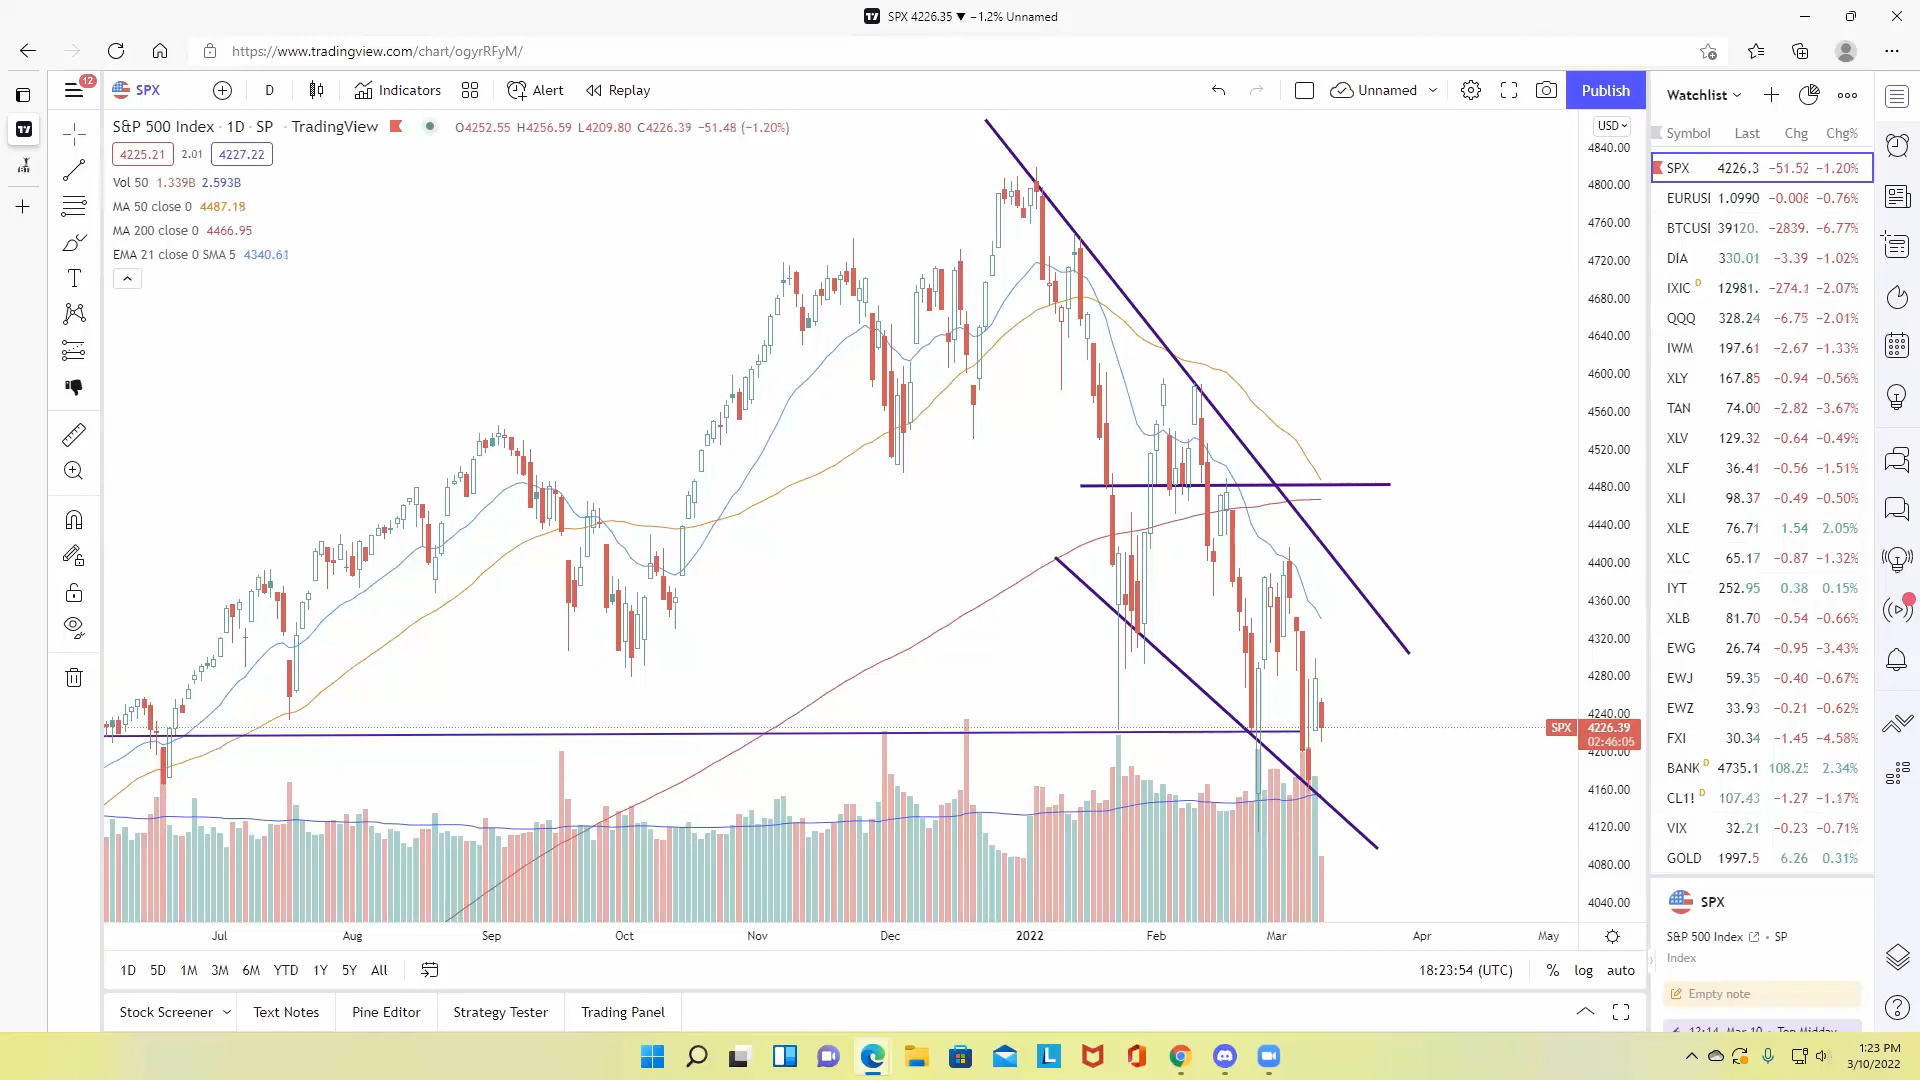 SPX 4226.35 ▼ −1.2% Unnamed
https://www.tradingview.com/chart/ogyrRFyM/
12
SPX D Indicators Alert Replay Unnamed Publish
S&P 500 Index · 1D · SP · TradingView O4252.55 H4256.59 L4209.80 C4226.39 −51.48 (−1.20%)
4225.21 2.01 4227.22
Vol 50 1.339B 2.593B
MA 50 close 0 4487.18
MA 200 close 0 4466.95
EMA 21 close 0 SMA 5 4340.61
USD
4840.00
4800.00
4760.00
4720.00
4680.00
4640.00
4600.00
4560.00
4520.00
4480.00
4440.00
4400.00
4360.00
4320.00
4280.00
4240.00
SPX 4226.39
02:46:05
4200.00
4160.00
4120.00
4080.00
4040.00
Jul Aug Sep Oct Nov Dec 2022 Feb Mar Apr May
1D 5D 1M 3M 6M YTD 1Y 5Y All 18:23:54 (UTC) % log auto
Stock Screener Text Notes Pine Editor Strategy Tester Trading Panel
Watchlist
Symbol Last Chg Chg%
SPX 4226.3 −51.52 −1.20%
EURUSI 1.0990 −0.008 −0.76%
BTCUSI 39120. −2839. −6.77%
DIA 330.01 −3.39 −1.02%
IXIC D 12981. −274.1 −2.07%
QQQ 328.24 −6.75 −2.01%
IWM 197.61 −2.67 −1.33%
XLY 167.85 −0.94 −0.56%
TAN 74.00 −2.82 −3.67%
XLV 129.32 −0.64 −0.49%
XLF 36.41 −0.56 −1.51%
XLI 98.37 −0.49 −0.50%
XLE 76.71 1.54 2.05%
XLC 65.17 −0.87 −1.32%
IYT 252.95 0.38 0.15%
XLB 81.70 −0.54 −0.66%
EWG 26.74 −0.95 −3.43%
EWJ 59.35 −0.40 −0.67%
EWZ 33.93 −0.21 −0.62%
FXI 30.34 −1.45 −4.58%
BANK D 4735.1 108.25 2.34%
CL1! D 107.43 −1.27 −1.17%
VIX 32.21 −0.23 −0.71%
GOLD 1997.5 6.26 0.31%
SPX
S&P 500 Index • SP
Index
Empty note
12:14, Mar 10 • Top Midday
1:23 PM
3/10/2022